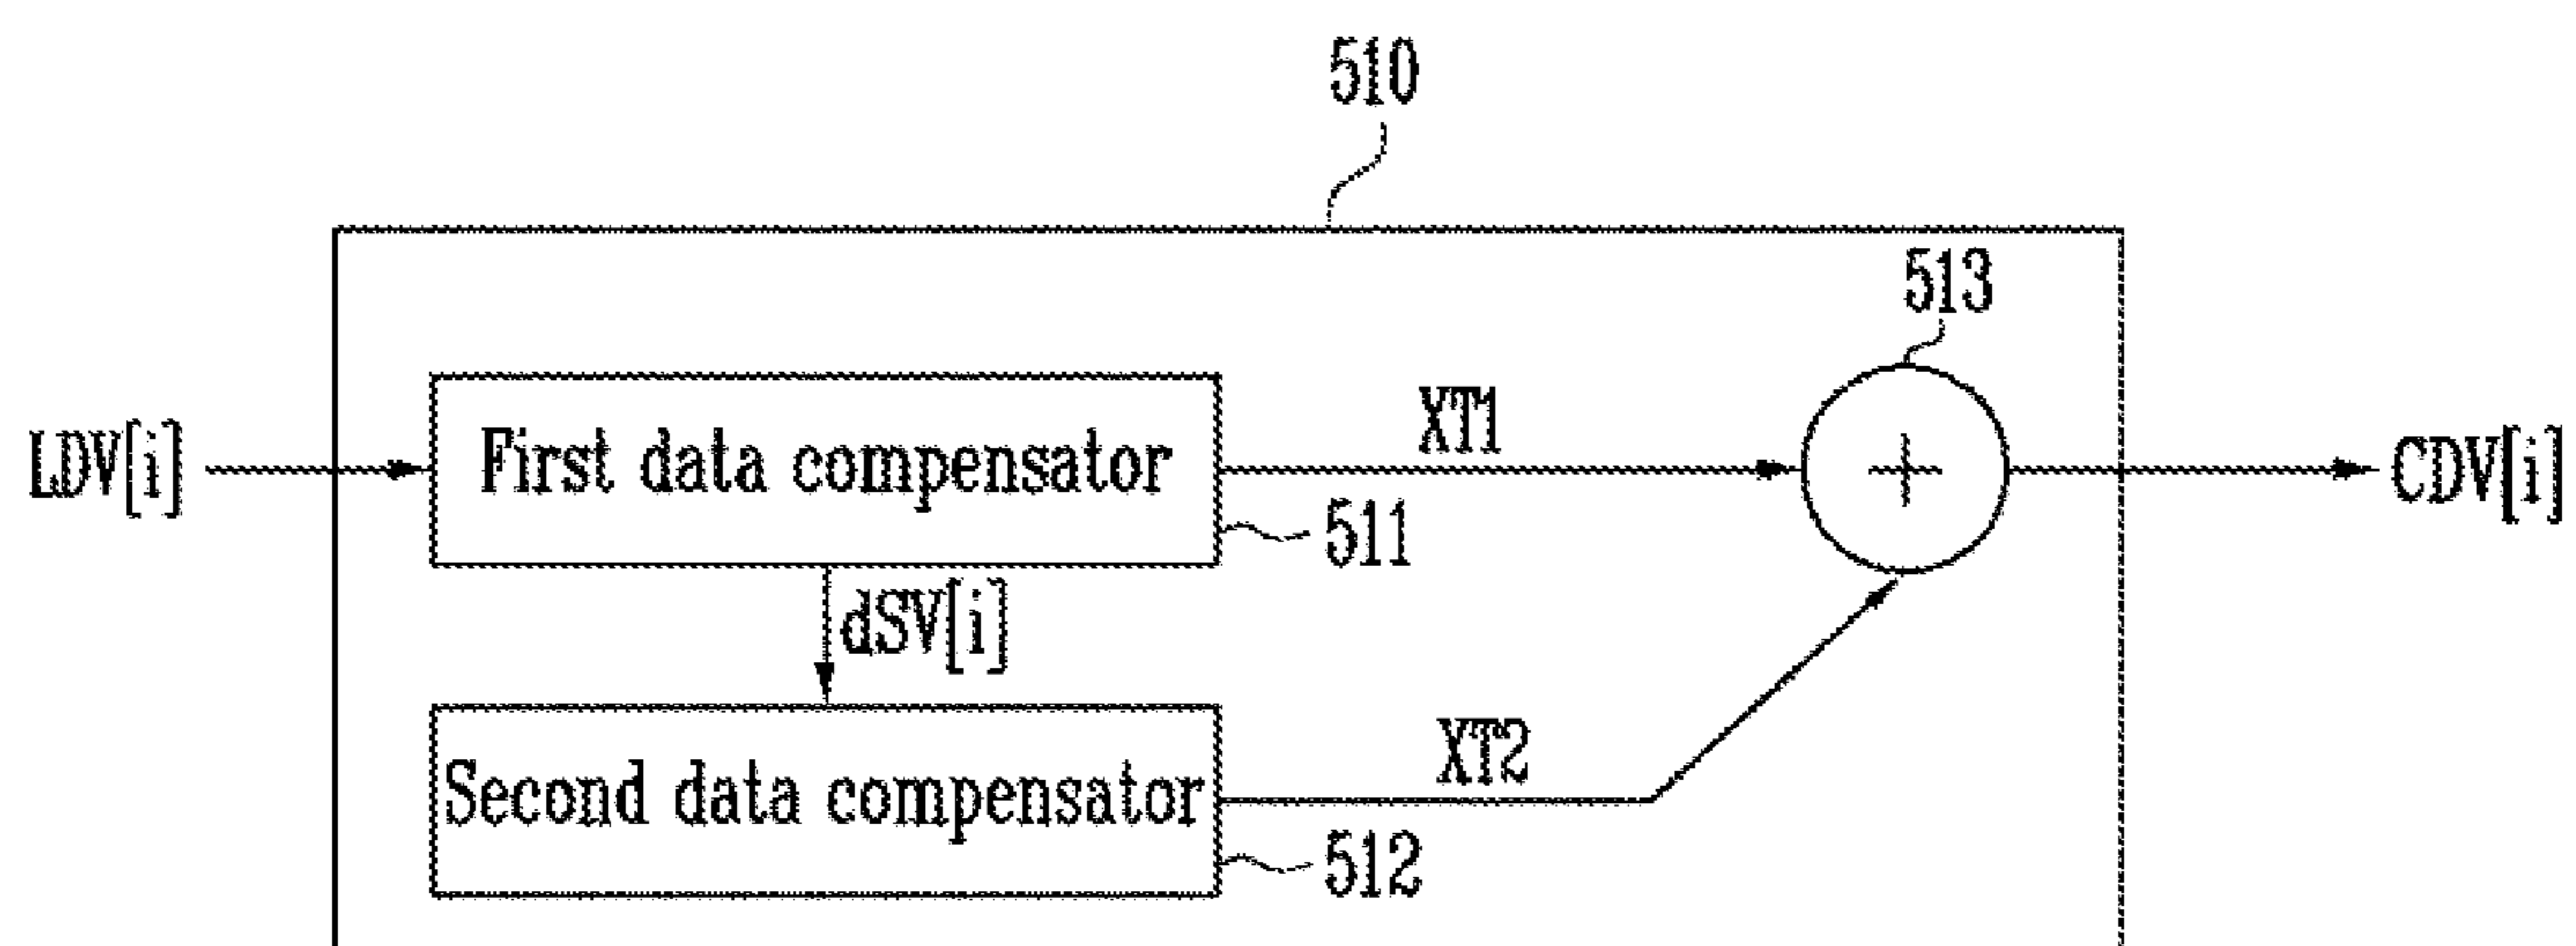 510
513
LDV[i]
First data compensator
XT1
+
CDV[i]
511
dSV[i]
Second data compensator
XT2
512